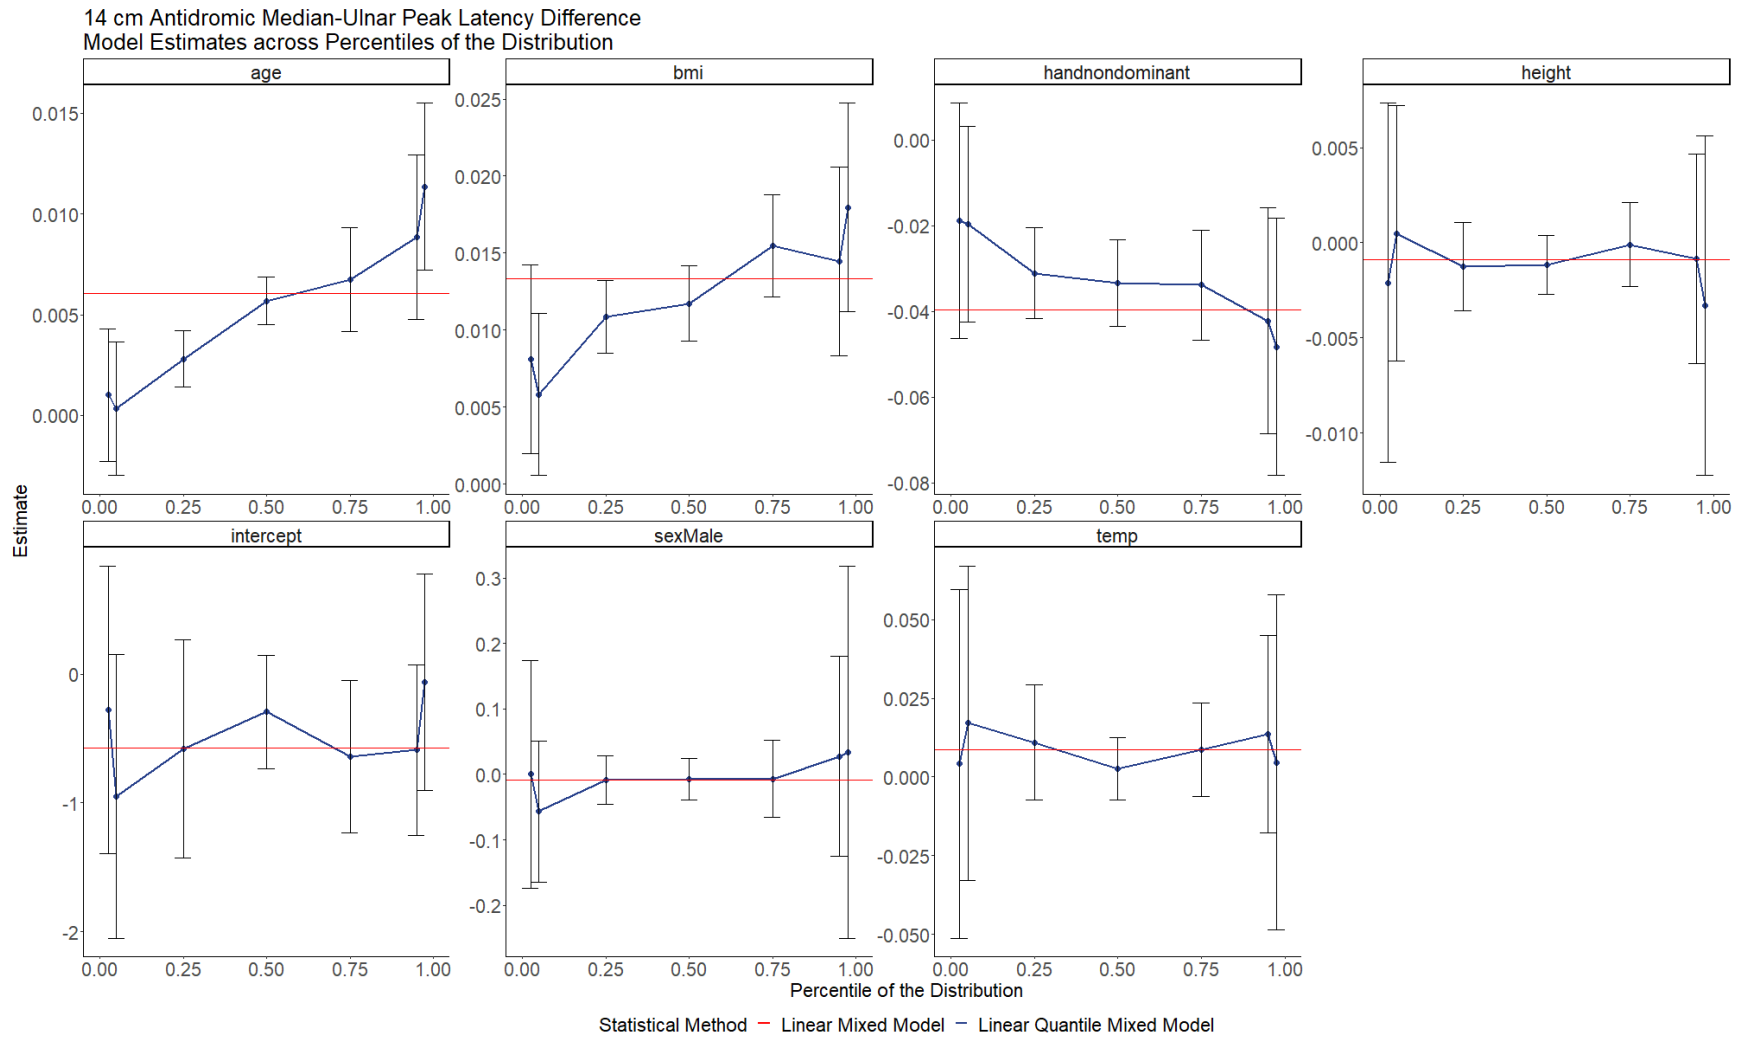 14 cm Antidromic Median-Ulnar Peak Latency Difference
Model Estimates across Percentiles of the Distribution
age
bmi
handnondominant
height
0.015
0.010
0.005
0.000
0.025
0.020
0.015
0.010
0.005
0.000
0.00
-0.02
-0.04
-0.06
-0.08
0.005
0.000
-0.005
-0.010
0.00 0.25 0.50 0.75 1.00
0.00 0.25 0.50 0.75 1.00
0.00 0.25 0.50 0.75 1.00
0.00 0.25 0.50 0.75 1.00
Estimate
intercept
sexMale
temp
0
-1
-2
0.3
0.2
0.1
0.0
-0.1
-0.2
0.050
0.025
0.000
-0.025
-0.050
0.00 0.25 0.50 0.75 1.00
0.00 0.25 0.50 0.75 1.00
0.00 0.25 0.50 0.75 1.00
Percentile of the Distribution
Statistical Method Linear Mixed Model Linear Quantile Mixed Model